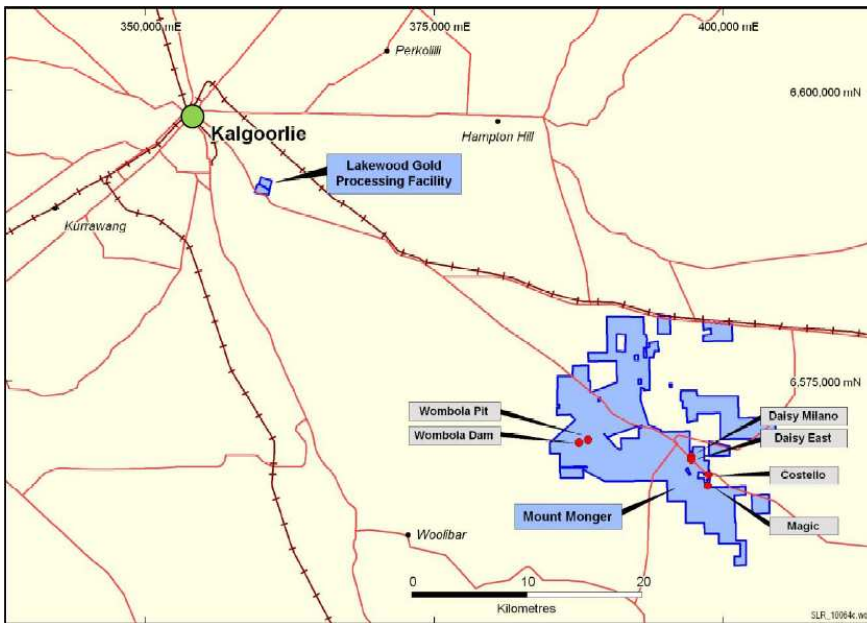 350,000 mE
375,000 mE
400,000 mE
Perkolilli
6,600,000 mN
Kalgoorlie
Hampton Hill
Lakewood Gold
Processing Facility
Kurrawang
6,575,000 mN
Wombola Pit
Daisy Milano
Wombola Dam
Daisy East
Costello
Mount Monger
Magic
Woolibar
0
10
20
Kilometres